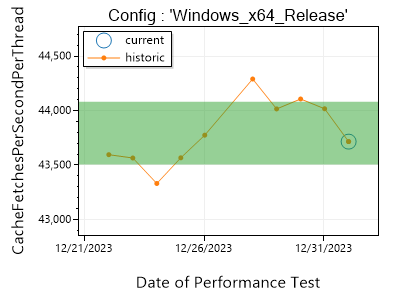 Config : 'Windows_x64_Release'
CacheFetchesPerSecondPerThread
current
historic
44,500
44,000
43,500
43,000
12/21/2023
12/26/2023
12/31/2023
Date of Performance Test